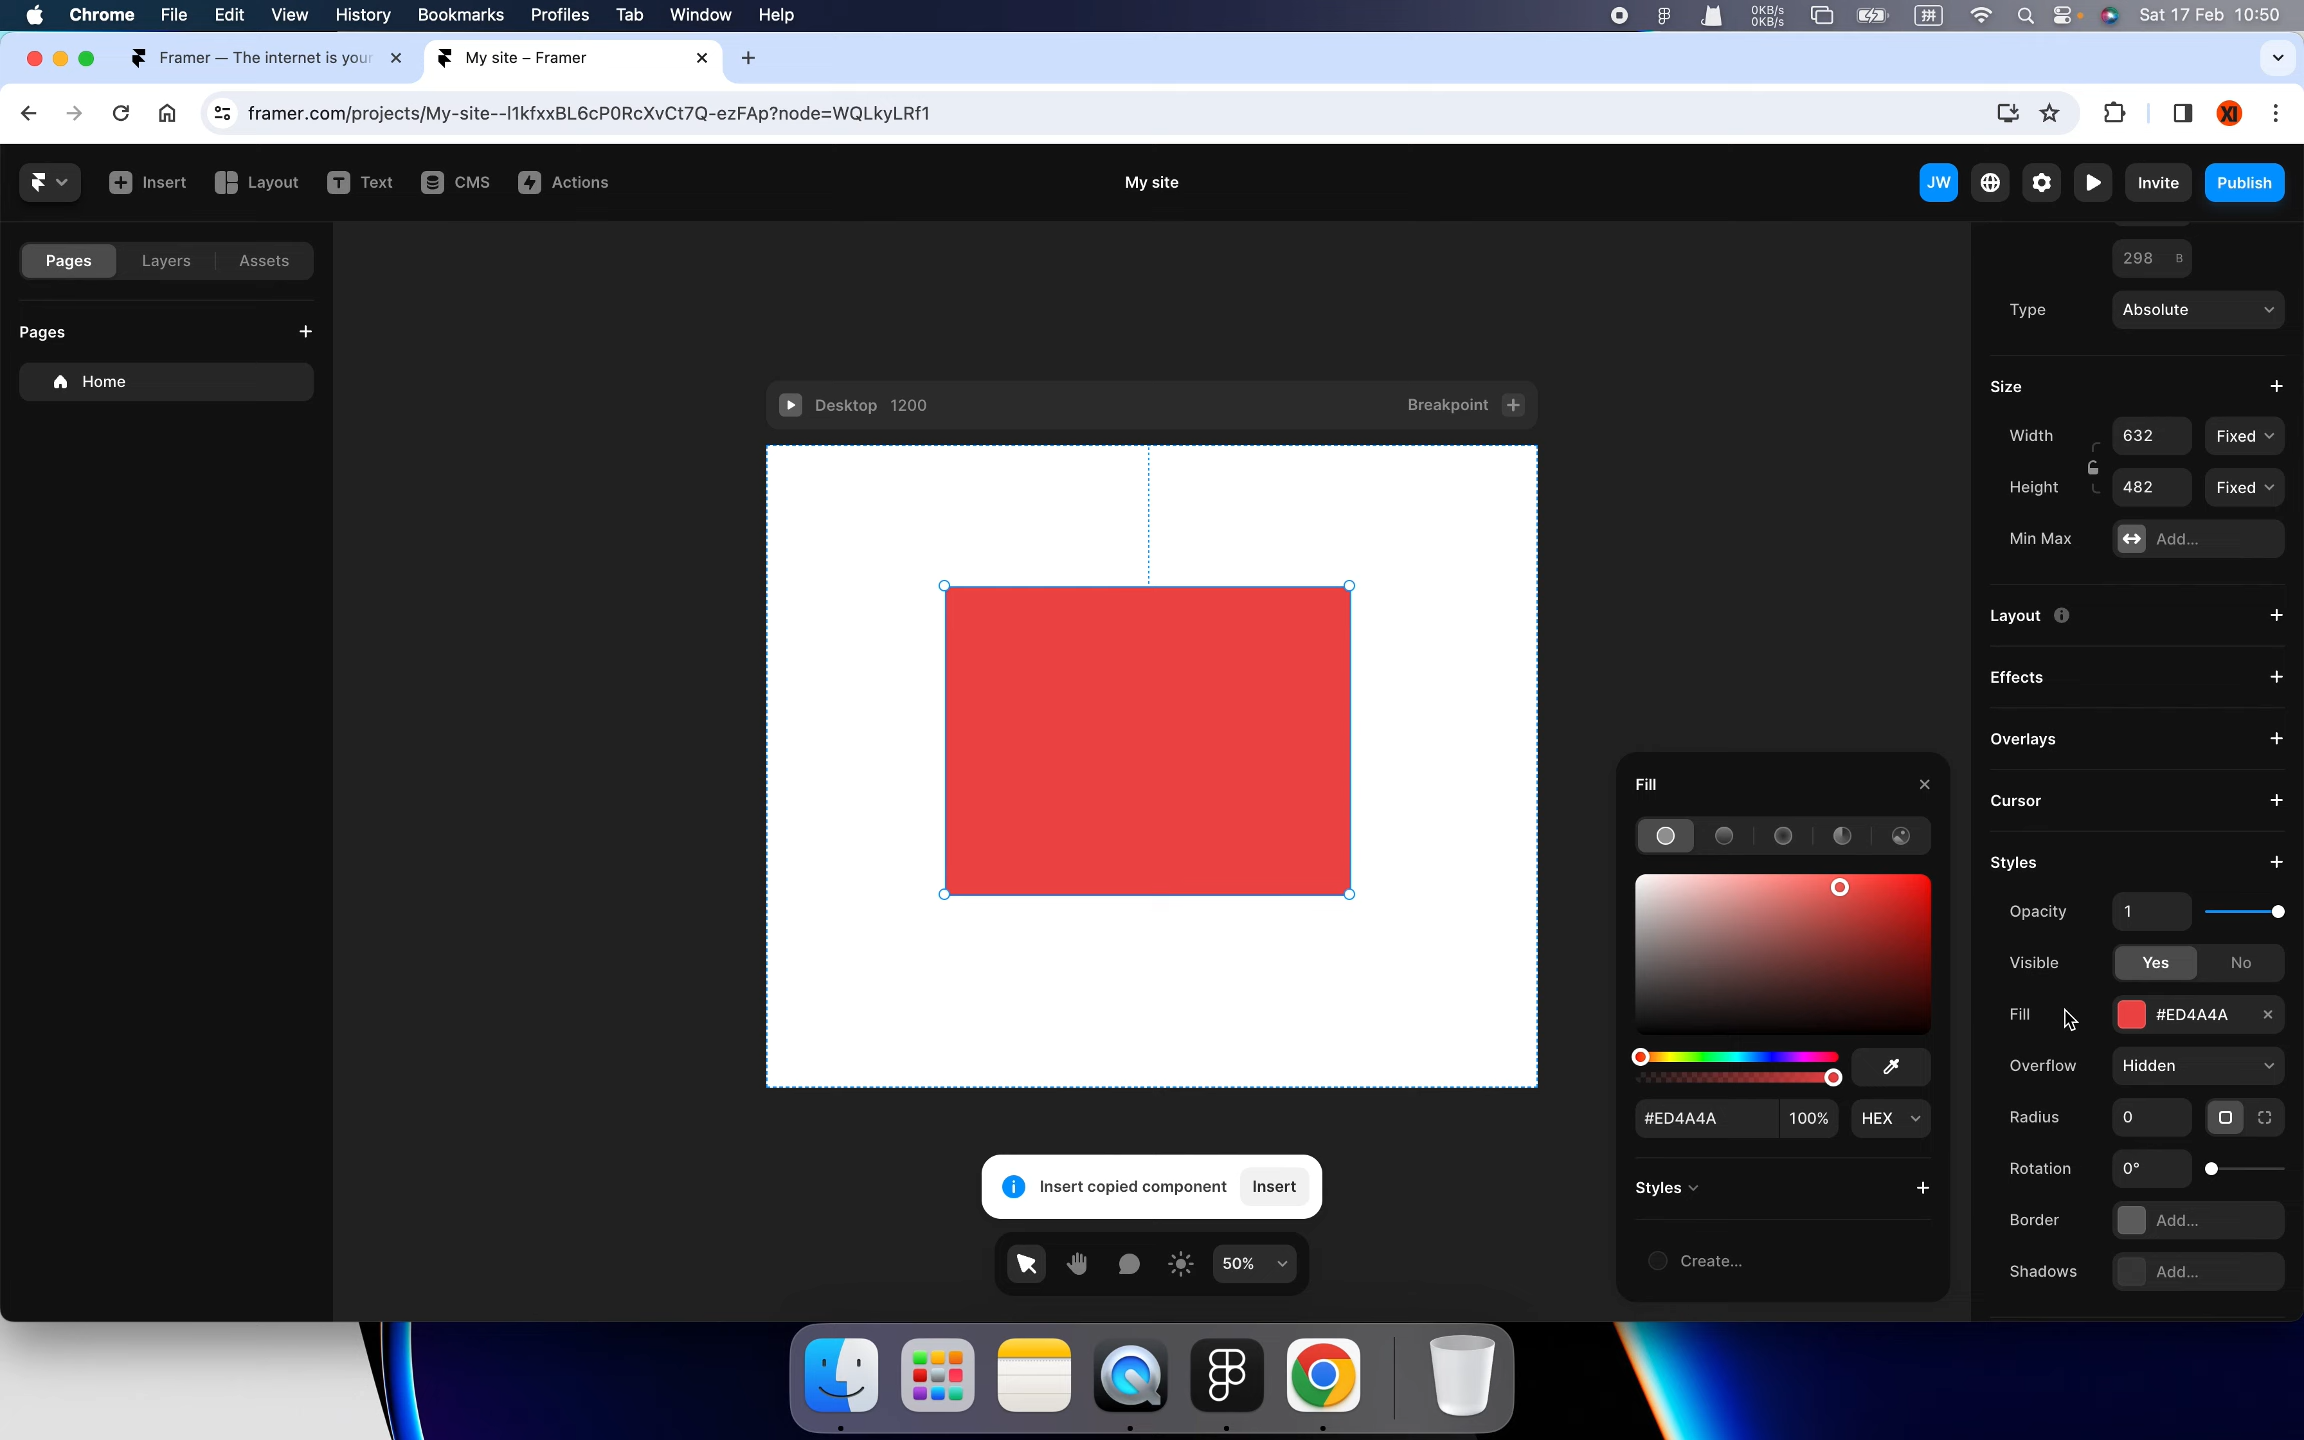 Chrome File Edit View History Bookmarks Profiles Tab Window Help
0KB/s
0KB/s
Sat 17 Feb 10:50
Framer — The internet is your
My site – Framer
framer.com/projects/My-site--I1kfxxBL6cP0RcXvCt7Q-ezFAp?node=WQLkyLRf1
XI
Insert Layout Text CMS Actions
My site
JW Invite Publish
Pages Layers Assets
Pages
Home
Desktop 1200
Breakpoint
298 B
Type Absolute
Size
Width 632 Fixed
Height 482 Fixed
Min Max Add...
Layout
Effects
Overlays
Cursor
Styles
Opacity 1
Visible Yes No
Fill #ED4A4A
Overflow Hidden
Radius 0
Rotation 0°
Border Add...
Shadows Add...
Fill
#ED4A4A 100% HEX
Styles
Create...
Insert copied component Insert
50%